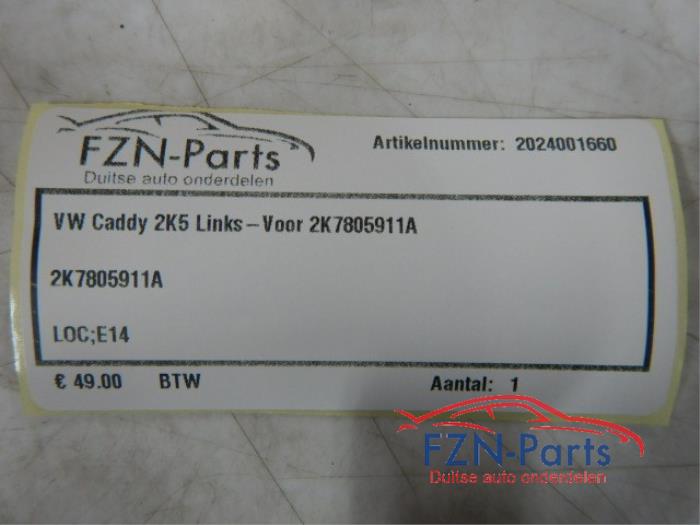 FZN-Parts
Duitse auto onderdelen
Artikelnummer: 2024001660
VW Caddy 2K5 Links-Voor 2K7805911A
2K7805911A
LOC;E14
€ 49.00 BTW
Aantal: 1
FZN-Parts
Duitse auto onderdelen